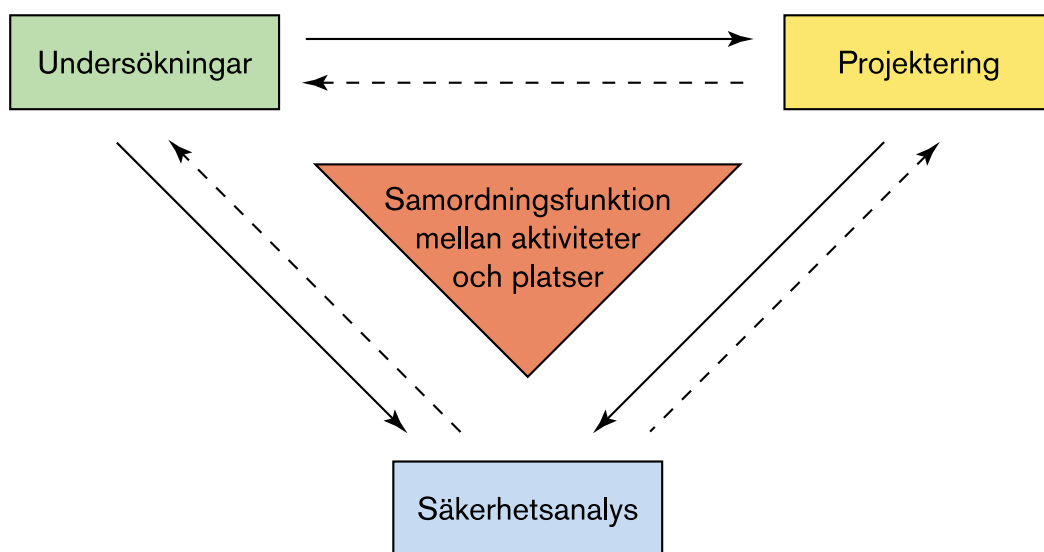 Undersökningar
Projektering
Samordningsfunktion
mellan aktiviteter
och platser
Säkerhetsanalys